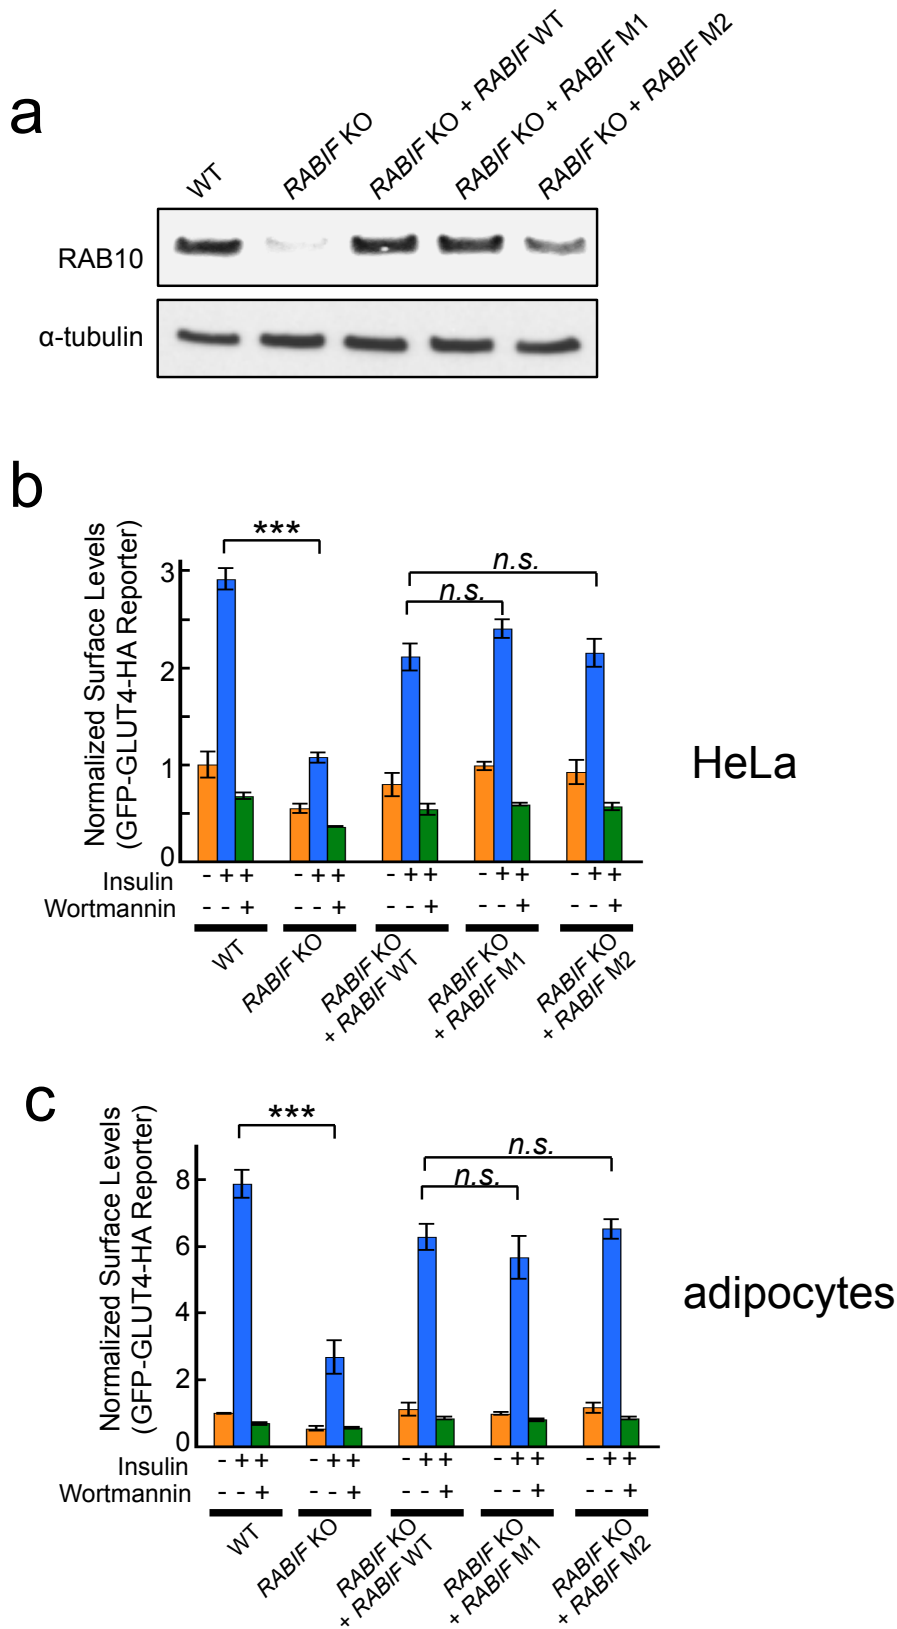 a
WT
RABIF KO
RABIF KO + RABIF WT
RABIF KO + RABIF M1
RABIF KO + RABIF M2
RAB10
α-tubulin
b
Normalized Surface Levels
(GFP-GLUT4-HA Reporter)
***
n.s.
n.s.
3
2
1
0
HeLa
Insulin - + + - + + - + + - + + - + +
Wortmannin - - + - - + - - + - - + - - +
WT
RABIF KO
RABIF KO
+ RABIF WT
RABIF KO
+ RABIF M1
RABIF KO
+ RABIF M2
c
Normalized Surface Levels
(GFP-GLUT4-HA Reporter)
***
n.s.
n.s.
8
6
4
2
0
adipocytes
Insulin - + + - + + - + + - + + - + +
Wortmannin - - + - - + - - + - - + - - +
WT
RABIF KO
RABIF KO
+ RABIF WT
RABIF KO
+ RABIF M1
RABIF KO
+ RABIF M2